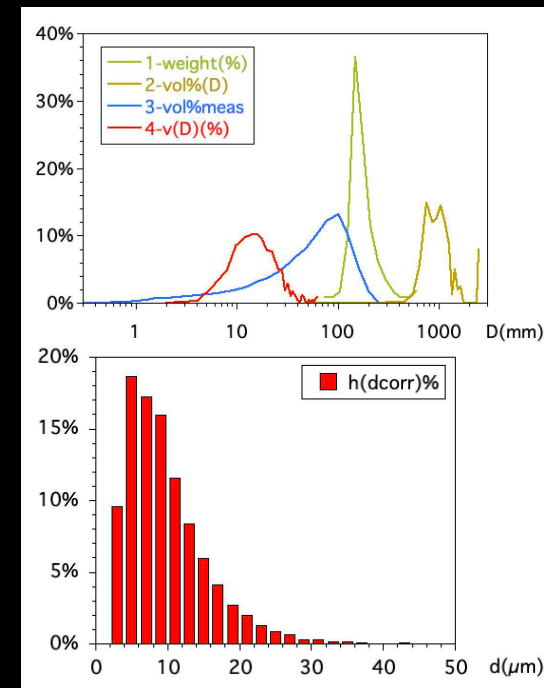 40%
1-weight(%)
2-vol%(D)
30%
3-vol%meas
4-v(D)(%)
20%
10%
0%
1 10 100 1000 D(mm)
20%
h(dcorr)%
15%
10%
5%
0%
0 10 20 30 40 50 d(µm)